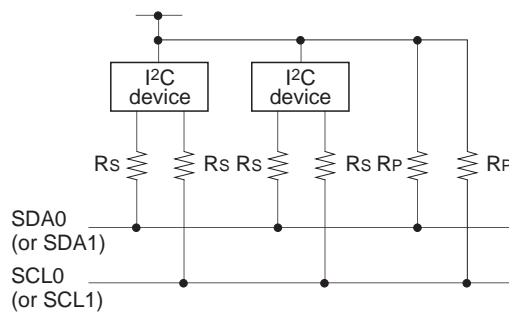 I²C device
I²C device
RS RS RS RS RP RP
SDA0
(or SDA1)
SCL0
(or SCL1)